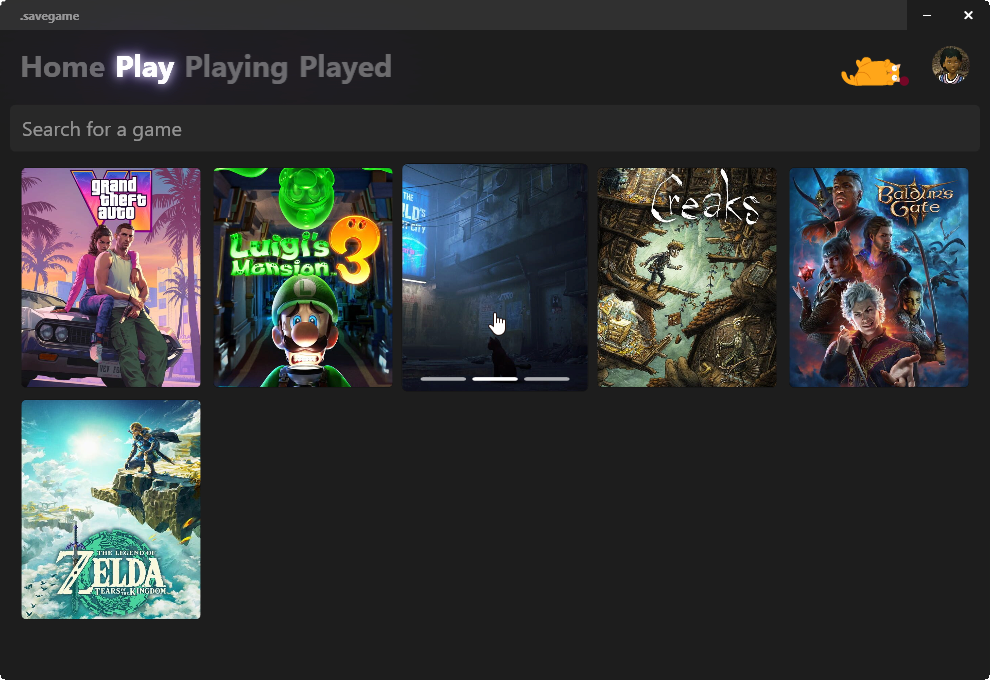 .savegame
Home Play Playing Played
Search for a game
grand
theft
auto
VI
Luigi's
Mansion 3
THE
Creaks
Baldur's
Gate
THE LEGEND OF
ZELDA
TEARS OF THE KINGDOM